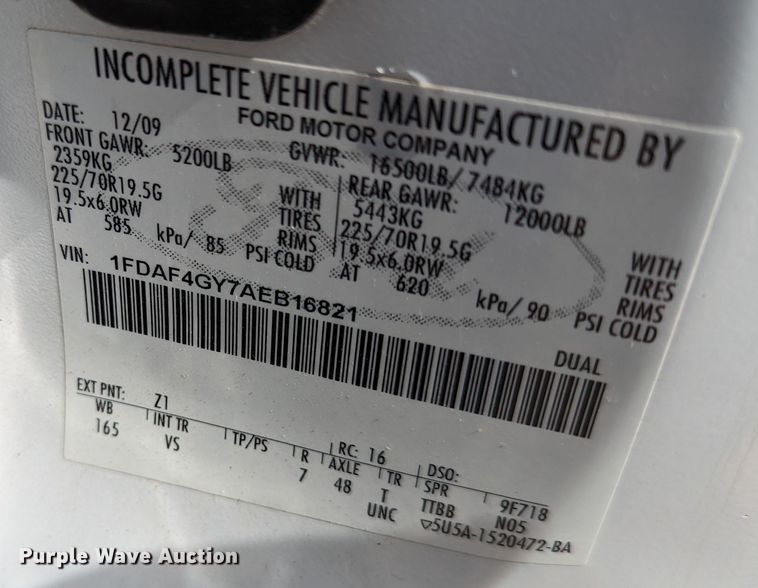 INCOMPLETE VEHICLE MANUFACTURED BY
FORD MOTOR COMPANY
DATE: 12/09 GVWR: 16500LB/ 7484KG
FRONT GAWR: 5200LB REAR GAWR: 12000LB
2359KG WITH 5443KG WITH
225/70R19.5G TIRES 225/70R19.5G TIRES
19.5x6.0RW RIMS 19.5x6.0RW RIMS
AT 585 kPa/ 85 PSI COLD AT 620 kPa/ 90 PSI COLD
VIN: 1FDAF4GY7AEB16821
DUAL
EXT PNT: Z1 RC: 16 DSO:
WB INT TR TP/PS R AXLE TR SPR 9F718
165 VS 7 48 T TTBB N05
UNC ▽5U5A-1520472-BA
Purple Wave Auction